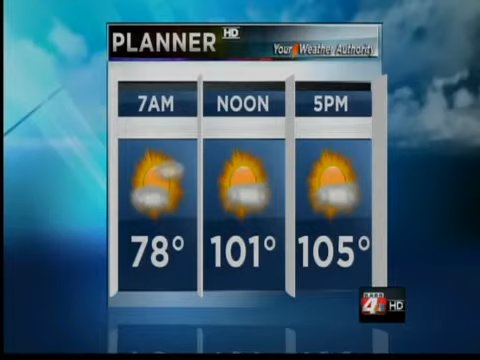 PLANNER HD
Your Weather Authority
7AM NOON 5PM
78° 101° 105°
4 HD